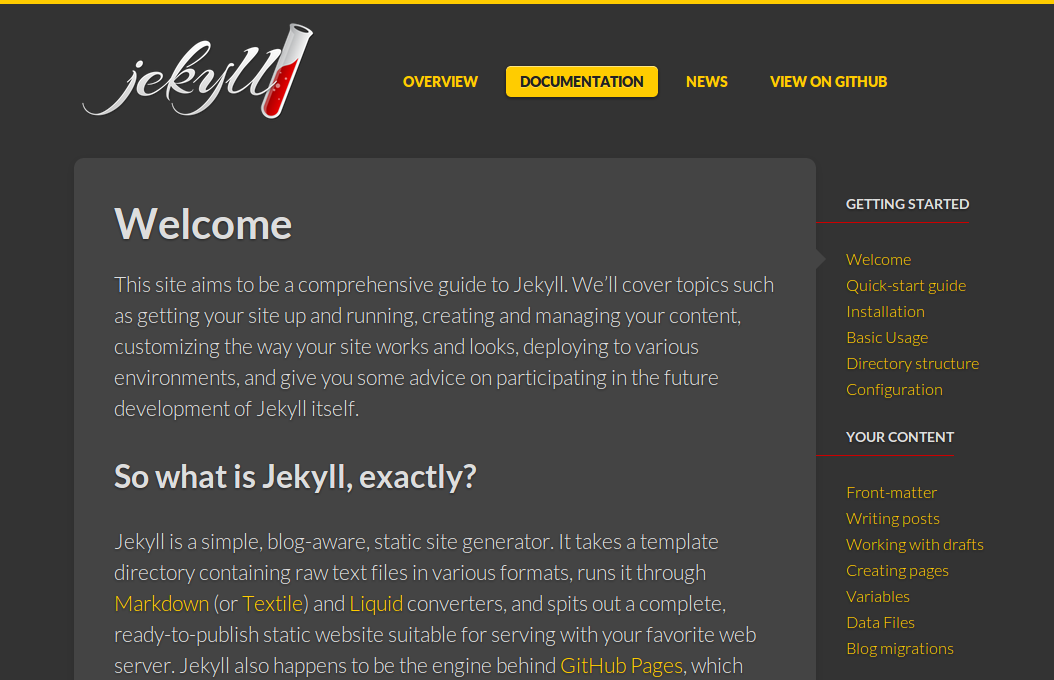 jekyll
OVERVIEW DOCUMENTATION NEWS VIEW ON GITHUB
Welcome
This site aims to be a comprehensive guide to Jekyll. We’ll cover topics such
as getting your site up and running, creating and managing your content,
customizing the way your site works and looks, deploying to various
environments, and give you some advice on participating in the future
development of Jekyll itself.
So what is Jekyll, exactly?
Jekyll is a simple, blog-aware, static site generator. It takes a template
directory containing raw text files in various formats, runs it through
Markdown (or Textile) and Liquid converters, and spits out a complete,
ready-to-publish static website suitable for serving with your favorite web
server. Jekyll also happens to be the engine behind GitHub Pages, which
GETTING STARTED
Welcome
Quick-start guide
Installation
Basic Usage
Directory structure
Configuration
YOUR CONTENT
Front-matter
Writing posts
Working with drafts
Creating pages
Variables
Data Files
Blog migrations